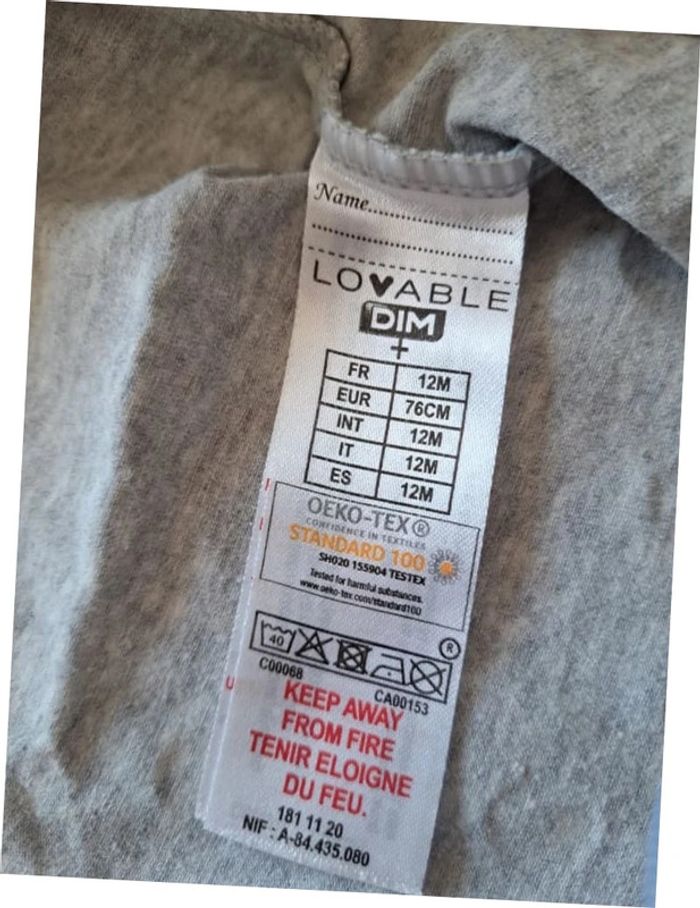 Name......................
..............................
LOVABLE
DIM
+
FR 12M
EUR 76CM
INT 12M
IT 12M
ES 12M
OEKO-TEX®
CONFIDENCE IN TEXTILES
STANDARD 100
SH020 155904 TESTEX
Tested for harmful substances.
www.oeko-tex.com/standard100
40
®
C00068 CA00153
KEEP AWAY
FROM FIRE
TENIR ELOIGNE
DU FEU.
181 11 20
NIF : A-84.435.080